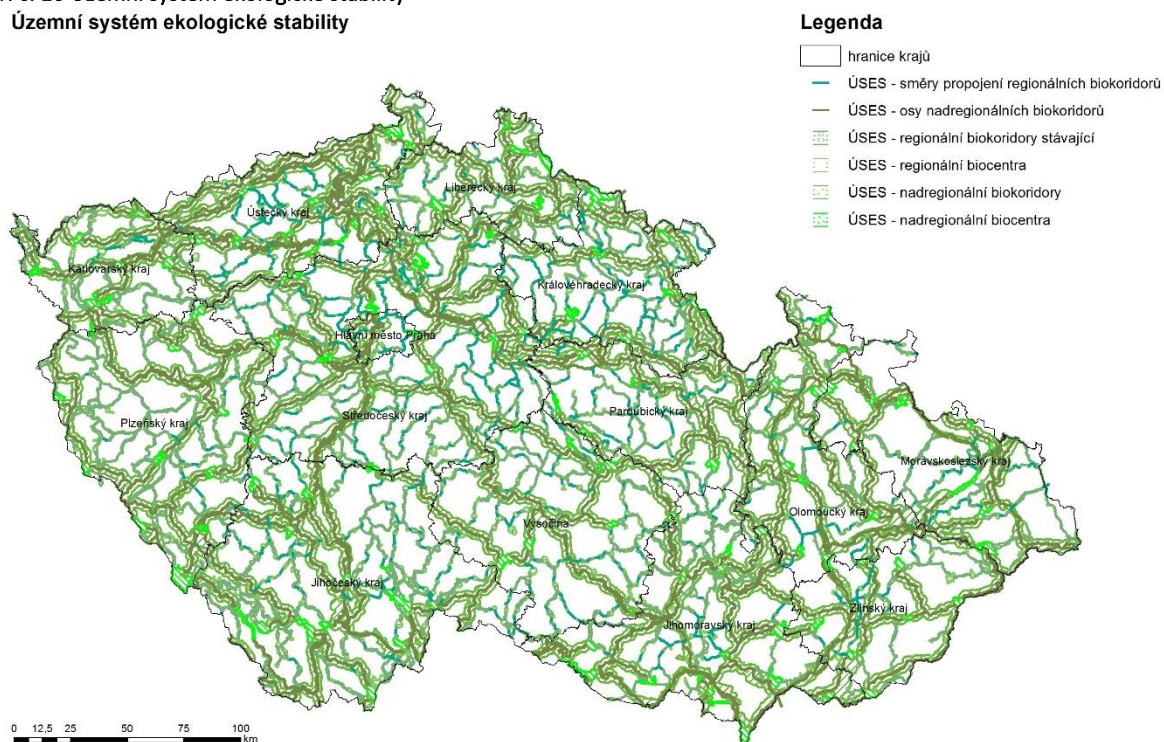 Územní systém ekologické stability
Legenda
hranice krajů
ÚSES - směry propojení regionálních biokoridorů
ÚSES - osy nadregionálních biokoridorů
ÚSES - regionální biokoridory stávající
ÚSES - regionální biocentra
ÚSES - nadregionální biokoridory
ÚSES - nadregionální biocentra
Liberecký kraj
Ústecký kraj
Karlovarský kraj
Královéhradecký kraj
Hlavní město Praha
Středočeský kraj
Pardubický kraj
Plzeňský kraj
Moravskoslezský kraj
Olomoucký kraj
Vysočina
Jihočeský kraj
Zlínský kraj
Jihomoravský kraj
0 12,5 25 50 75 100
km